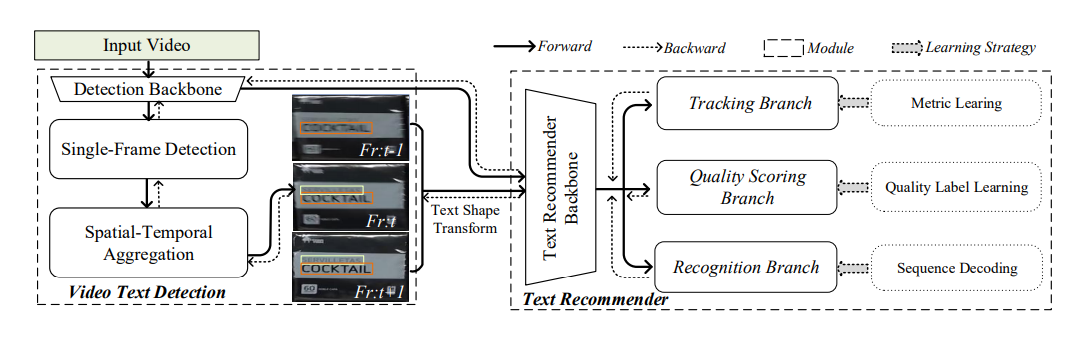 Input Video
Forward
Backward
Module
Learning Strategy
Detection Backbone
Single-Frame Detection
Spatial-Temporal
Aggregation
Video Text Detection
COCKTAIL
Fr:t-1
SERVILLETAS
COCKTAIL
60
Fr:t
SERVILLETAS
COCKTAIL
60
Fr:t+1
Text Shape
Transform
Text Recommender
Backbone
Tracking Branch
Metric Learing
Quality Scoring
Branch
Quality Label Learning
Recognition Branch
Sequence Decoding
Text Recommender